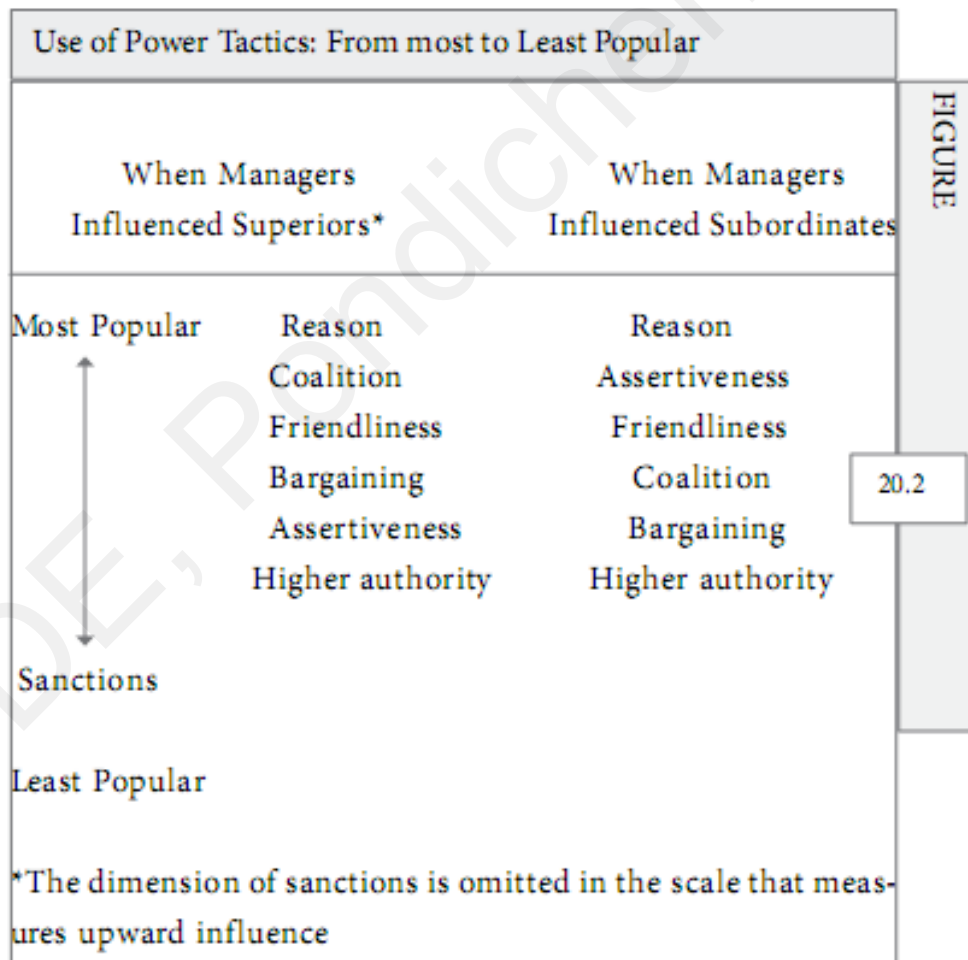 Use of Power Tactics: From most to Least Popular
FIGURE
When Managers When Managers
Influenced Superiors* Influenced Subordinates
Most Popular Reason Reason
Coalition Assertiveness
Friendliness Friendliness
Bargaining Coalition
20.2
Assertiveness Bargaining
Higher authority Higher authority
Sanctions
Least Popular
*The dimension of sanctions is omitted in the scale that meas-
ures upward influence
DE, Pondicher